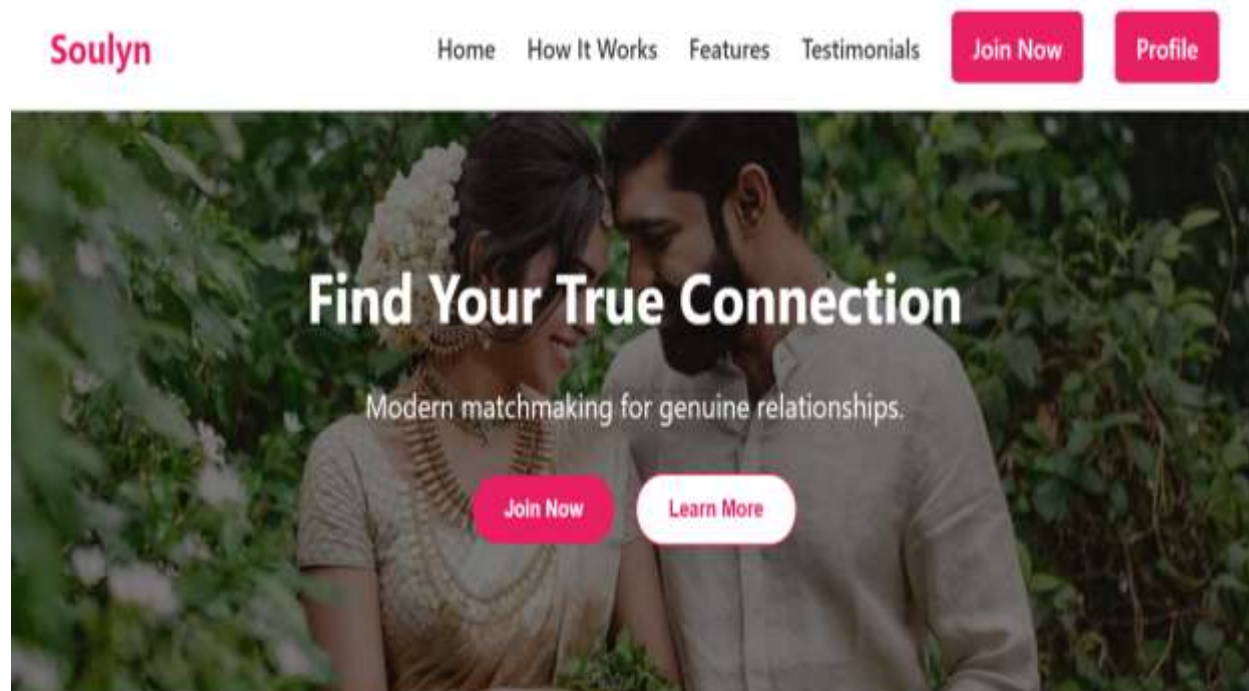 Soulyn
Home How It Works Features Testimonials Join Now Profile
Find Your True Connection
Modern matchmaking for genuine relationships.
Join Now Learn More